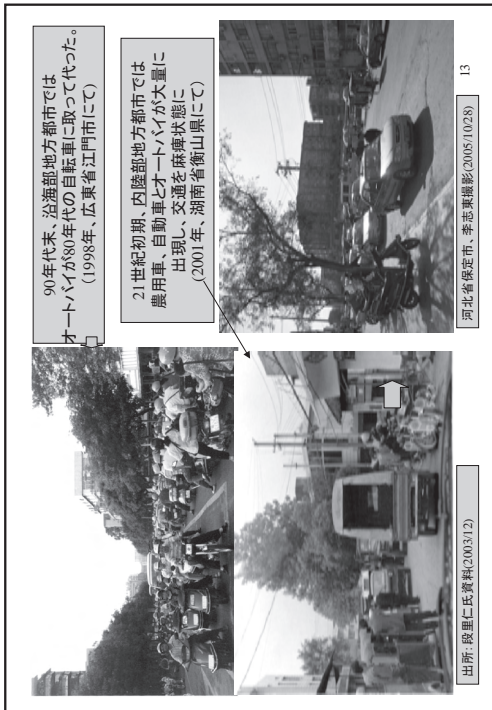 90年代末、沿海部地方都市では
オートバイが80年代の自転車に取って代った。
(1998年、広東省江門市にて)
21世紀初期、内陸部地方都市では
農用車、自動車とオートバイが大量に
出現し、交通を麻痺状態に
(2001年、湖南省衡山県にて)
出所：段里仁氏資料(2003/12)
河北省保定市、李志東撮影(2005/10/28)
13